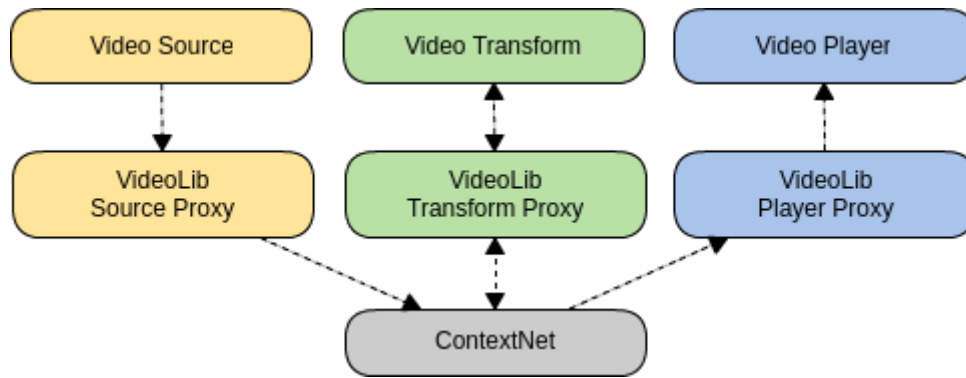 Video Source
Video Transform
Video Player
VideoLib
Source Proxy
VideoLib
Transform Proxy
VideoLib
Player Proxy
ContextNet